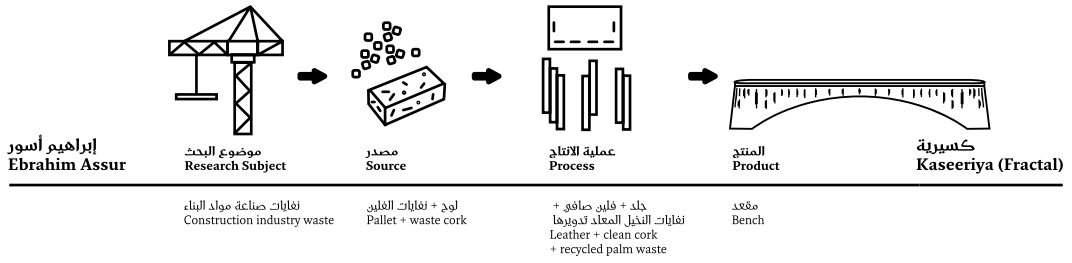 إبراهيم أسور
Ebrahim Assur
موضوع البحث
Research Subject
مصدر
Source
عملية الانتاج
Process
المنتج
Product
كسيرية
Kaseeriya (Fractal)
نفايات صناعة مواد البناء
Construction industry waste
لوح + نفايات الفلين
Pallet + waste cork
جلد + فلين صافي +
نفايات النخيل المعاد تدويرها
Leather + clean cork
+ recycled palm waste
مقعد
Bench